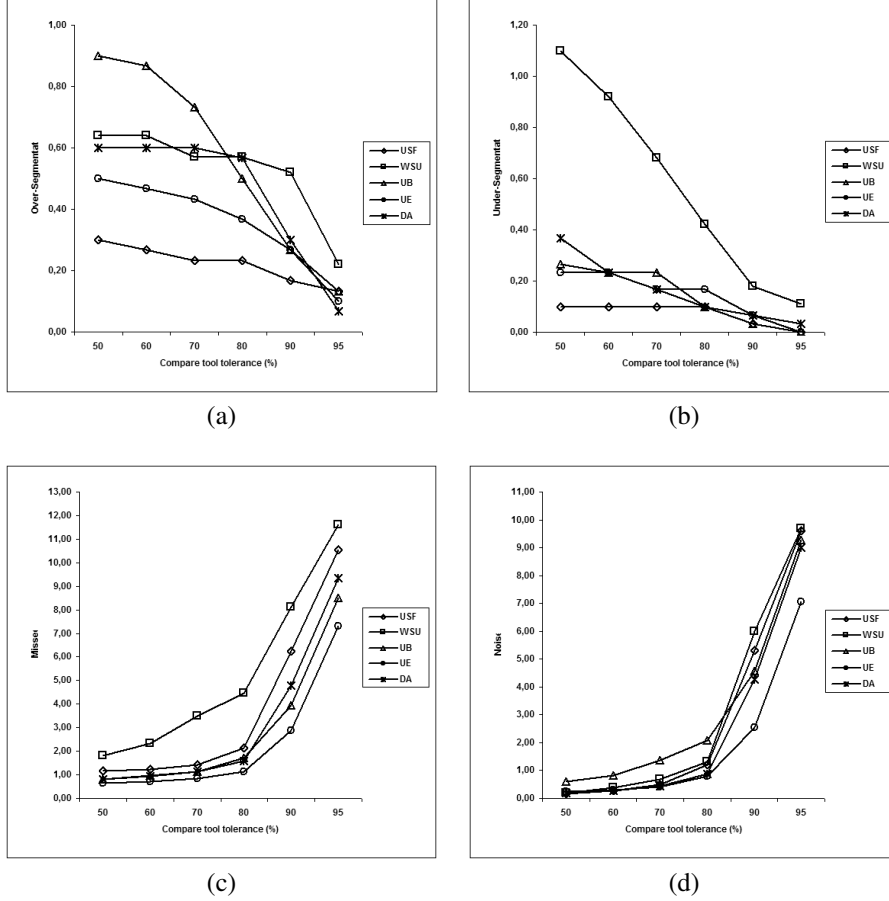 1,00
0,80
0,60
0,40
0,20
0,00
Over-Segmentat
50 60 70 80 90 95
Compare tool tolerance (%)
USF
WSU
UB
UE
DA
(a)
1,20
1,00
0,80
0,60
0,40
0,20
0,00
Under-Segmentat
50 60 70 80 90 95
Compare tool tolerance (%)
USF
WSU
UB
UE
DA
(b)
13,00
12,00
11,00
10,00
9,00
8,00
7,00
6,00
5,00
4,00
3,00
2,00
1,00
0,00
Missed
50 60 70 80 90 95
Compare tool tolerance (%)
USF
WSU
UB
UE
DA
(c)
11,00
10,00
9,00
8,00
7,00
6,00
5,00
4,00
3,00
2,00
1,00
0,00
Noise
50 60 70 80 90 95
Compare tool tolerance (%)
USF
WSU
UB
UE
DA
(d)